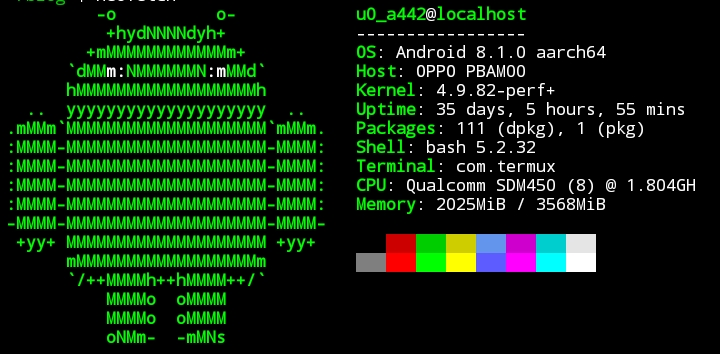 u0_a442@localhost
-----------------
OS: Android 8.1.0 aarch64
Host: OPPO PBAM00
Kernel: 4.9.82-perf+
Uptime: 35 days, 5 hours, 55 mins
Packages: 111 (dpkg), 1 (pkg)
Shell: bash 5.2.32
Terminal: com.termux
CPU: Qualcomm SDM450 (8) @ 1.804GH
Memory: 2025MiB / 3568MiB
-o o-
+hydNNNNdyh+
+mMMMMMMMMMMMMm+
`dMMm:NMMMMMMN:mMMd`
hMMMMMMMMMMMMMMMMMMh
.. yyyyyyyyyyyyyyyyyyyy ..
.mMMm`MMMMMMMMMMMMMMMMMMMM`mMMm.
:MMMM-MMMMMMMMMMMMMMMMMMMM-MMMM:
:MMMM-MMMMMMMMMMMMMMMMMMMM-MMMM:
:MMMM-MMMMMMMMMMMMMMMMMMMM-MMMM:
:MMMM-MMMMMMMMMMMMMMMMMMMM-MMMM:
-MMMM-MMMMMMMMMMMMMMMMMMMM-MMMM-
+yy+ MMMMMMMMMMMMMMMMMMMM +yy+
mMMMMMMMMMMMMMMMMMMm
`/++MMMMh++hMMMM++/`
MMMMo oMMMM
MMMMo oMMMM
oNMm- -mMNs